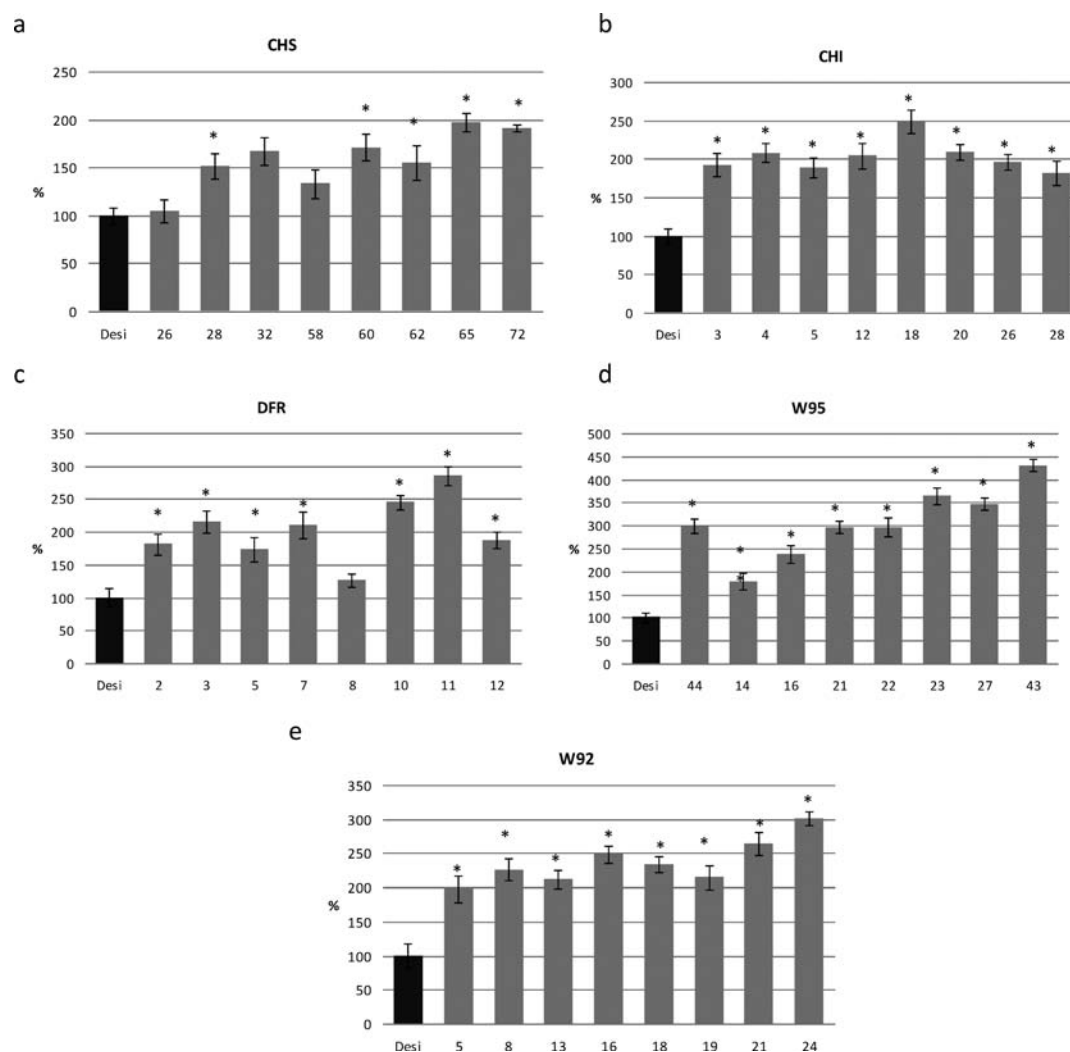 a
CHS
250
200
150
100
50
0
%
* * * * *
Desi 26 28 32 58 60 62 65 72
b
CHI
300
250
200
150
100
50
0
%
* * * * * * * *
Desi 3 4 5 12 18 20 26 28
c
DFR
350
300
250
200
150
100
50
0
%
* * * * * * *
Desi 2 3 5 7 8 10 11 12
d
W95
500
450
400
350
300
250
200
150
100
50
0
%
* * * * * * * *
Desi 44 14 16 21 22 23 27 43
e
W92
350
300
250
200
150
100
50
0
%
* * * * * * * *
Desi 5 8 13 16 18 19 21 24